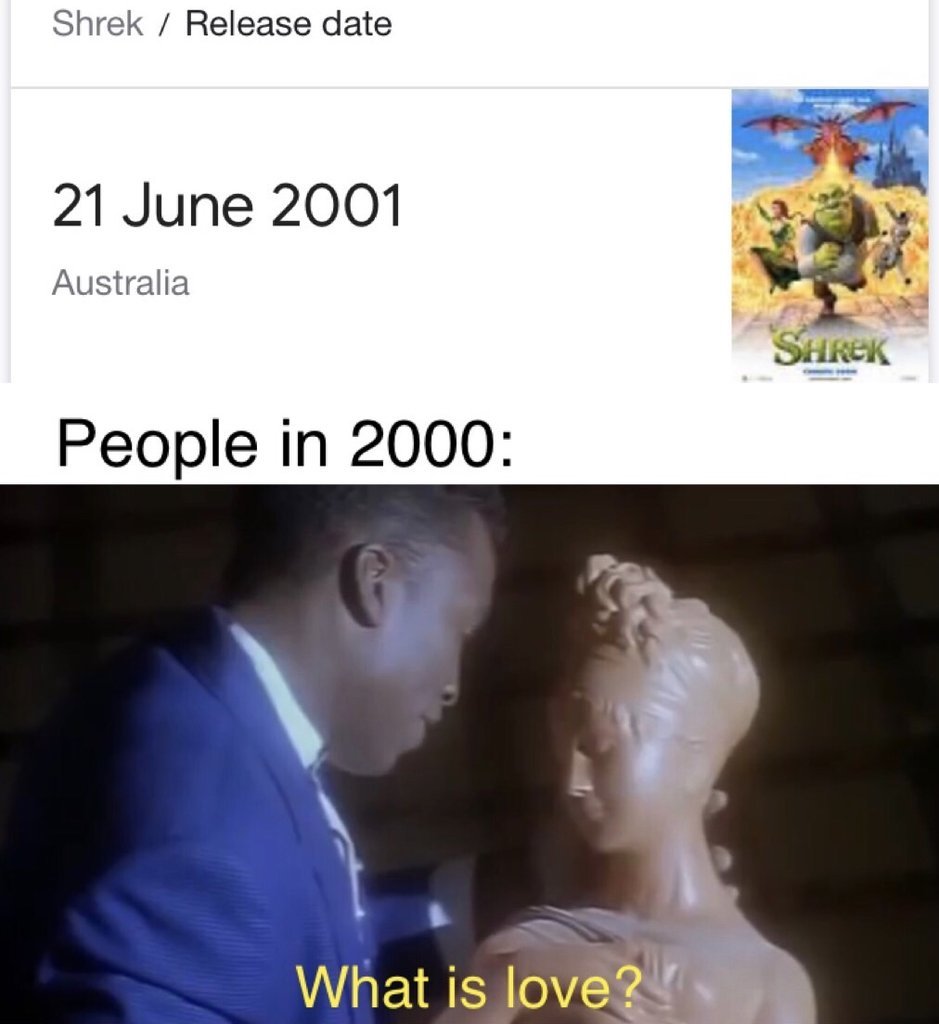 Shrek / Release date
21 June 2001
Australia
SHREK
People in 2000:
What is love?